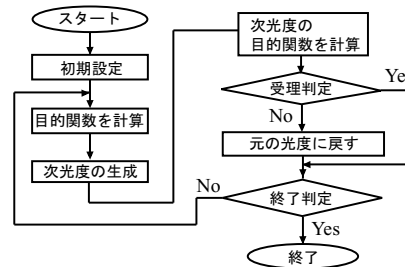 スタート
初期設定
目的関数を計算
次光度の生成
次光度の
目的関数を計算
受理判定
Yes
No
元の光度に戻す
No
終了判定
Yes
終了